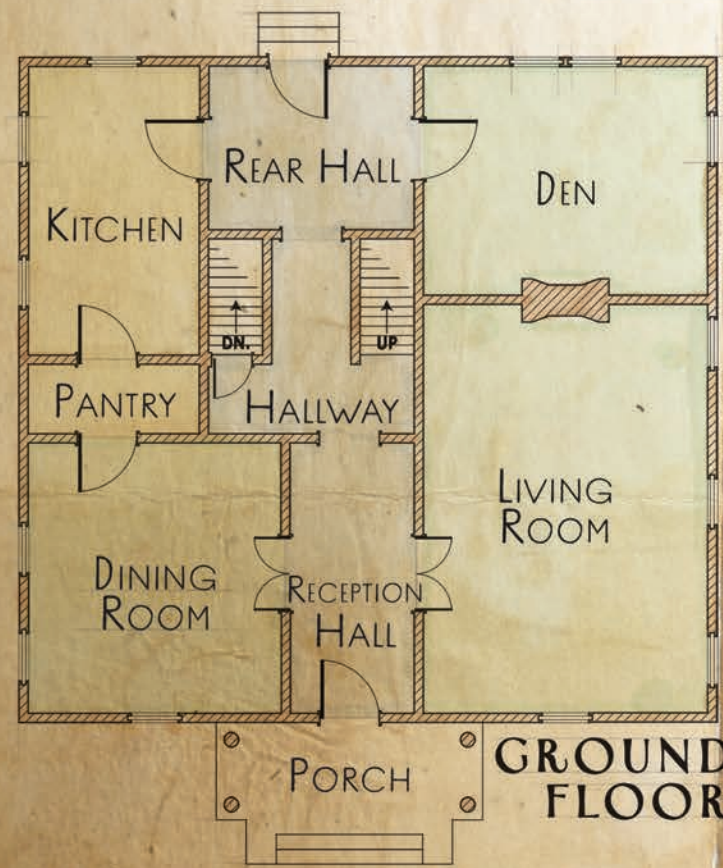 REAR HALL
DEN
KITCHEN
DN.
UP
PANTRY
HALLWAY
LIVING
ROOM
DINING
ROOM
RECEPTION
HALL
PORCH
GROUND
FLOOR